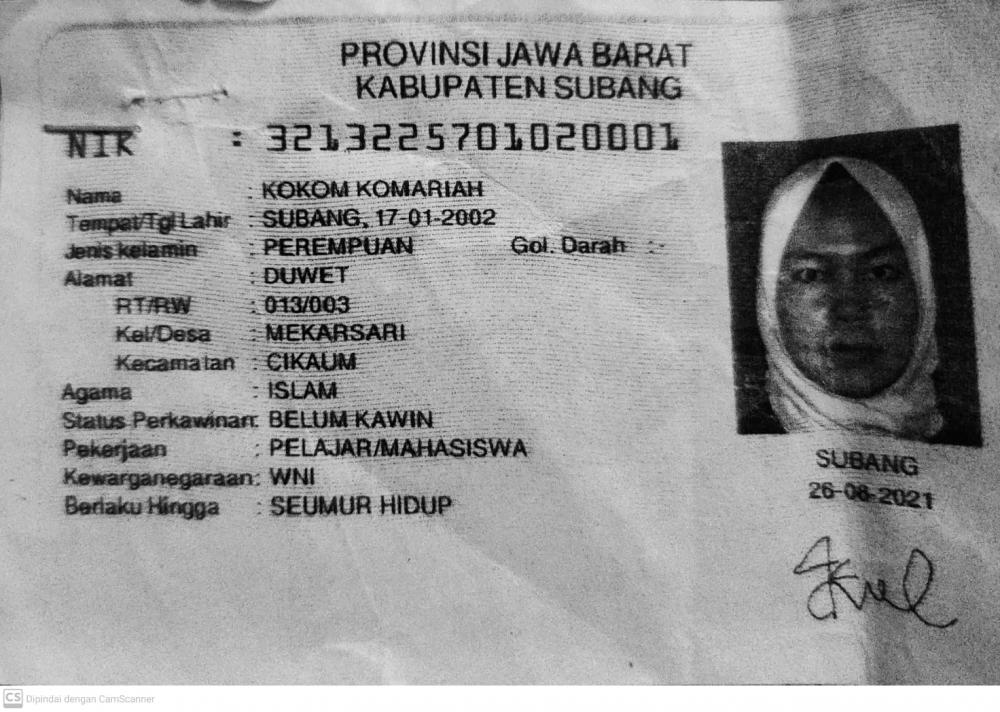 PROVINSI JAWA BARAT
KABUPATEN SUBANG
NIK : 3213225701020001
Nama : KOKOM KOMARIAH
Tempat/Tgl Lahir : SUBANG, 17-01-2002
Jenis kelamin : PEREMPUAN Gol. Darah : -
Alamat : DUWET
RT/RW : 013/003
Kel/Desa : MEKARSARI
Kecamatan : CIKAUM
Agama : ISLAM
Status Perkawinan: BELUM KAWIN
Pekerjaan : PELAJAR/MAHASISWA
Kewarganegaraan: WNI
Berlaku Hingga : SEUMUR HIDUP
SUBANG
26-08-2021
CS Dipindai dengan CamScanner